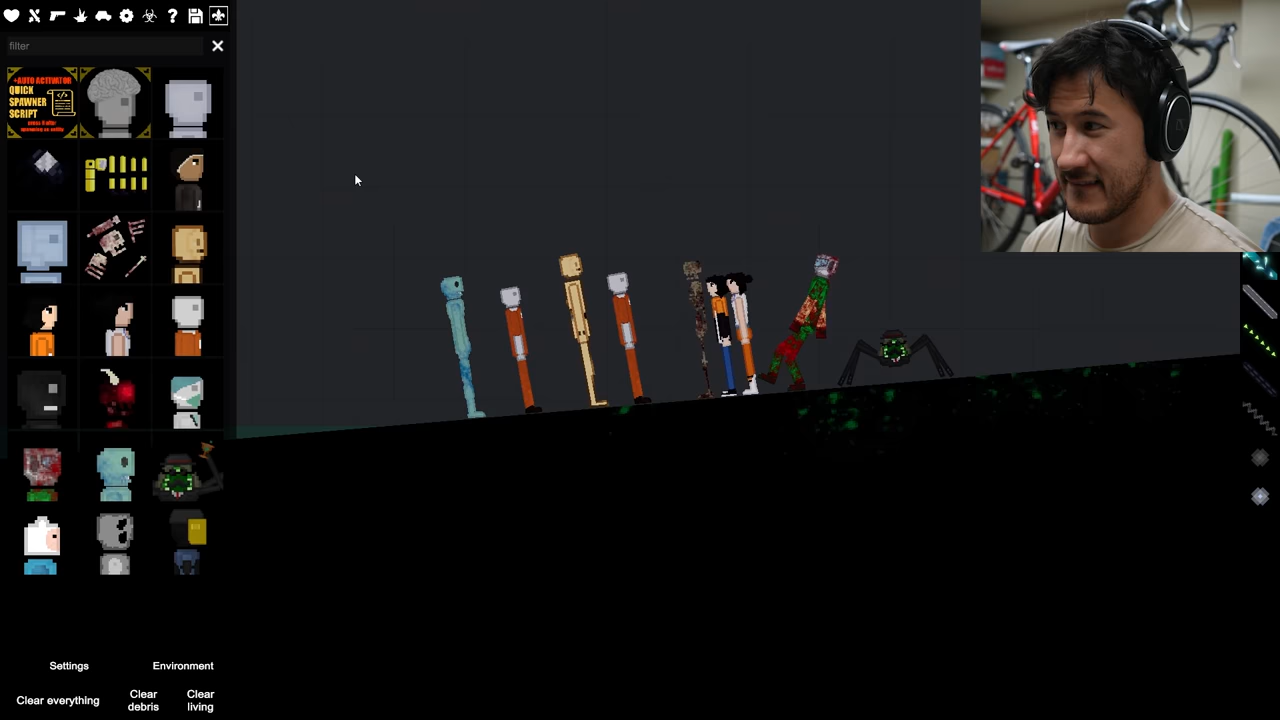 ?
filter
+AUTO ACTIVATOR
QUICK
SPAWNER
SCRIPT
Settings
Environment
Clear everything
Clear
debris
Clear
living